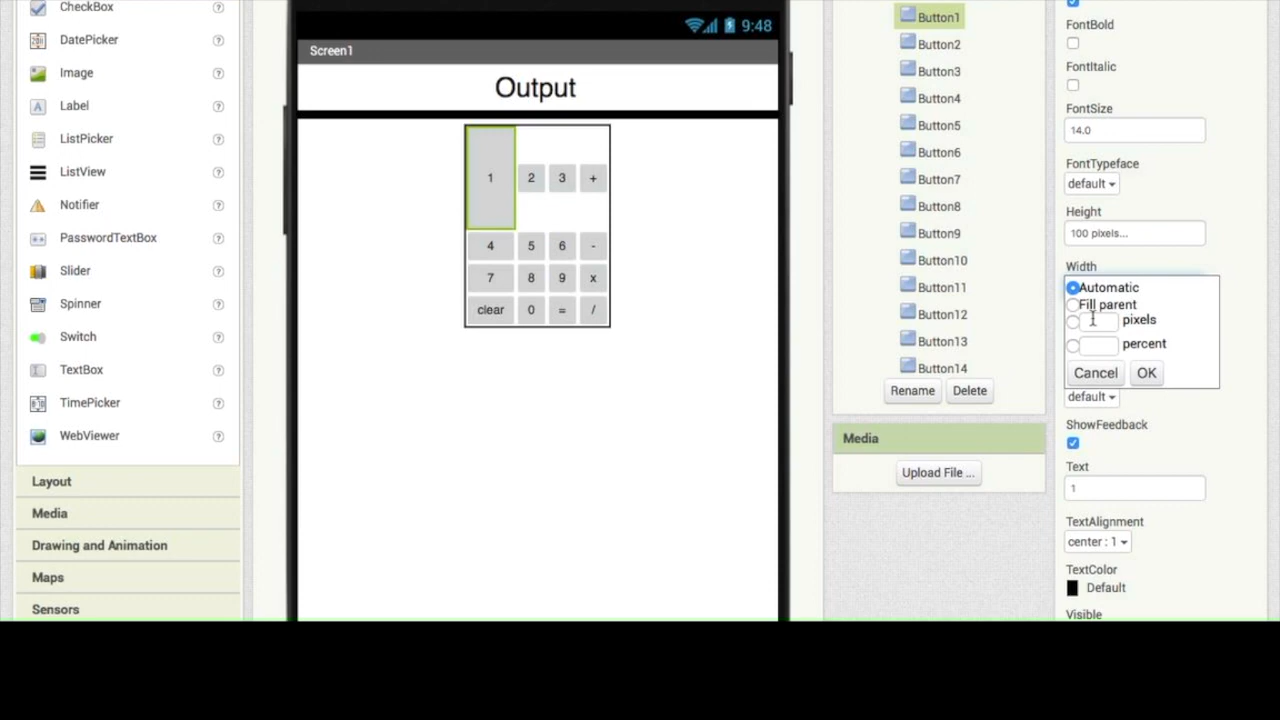 CheckBox
DatePicker
Image
Label
ListPicker
ListView
Notifier
PasswordTextBox
Slider
Spinner
Switch
TextBox
TimePicker
WebViewer
Layout
Media
Drawing and Animation
Maps
Sensors
9:48
Screen1
Output
1 2 3 +
4 5 6 -
7 8 9 x
clear 0 = /
Button1
Button2
Button3
Button4
Button5
Button6
Button7
Button8
Button9
Button10
Button11
Button12
Button13
Button14
Rename Delete
Media
Upload File ...
FontBold
FontItalic
FontSize
14.0
FontTypeface
default
Height
100 pixels...
Width
Automatic
Fill parent
pixels
percent
Cancel OK
default
ShowFeedback
Text
1
TextAlignment
center : 1
TextColor
Default
Visible